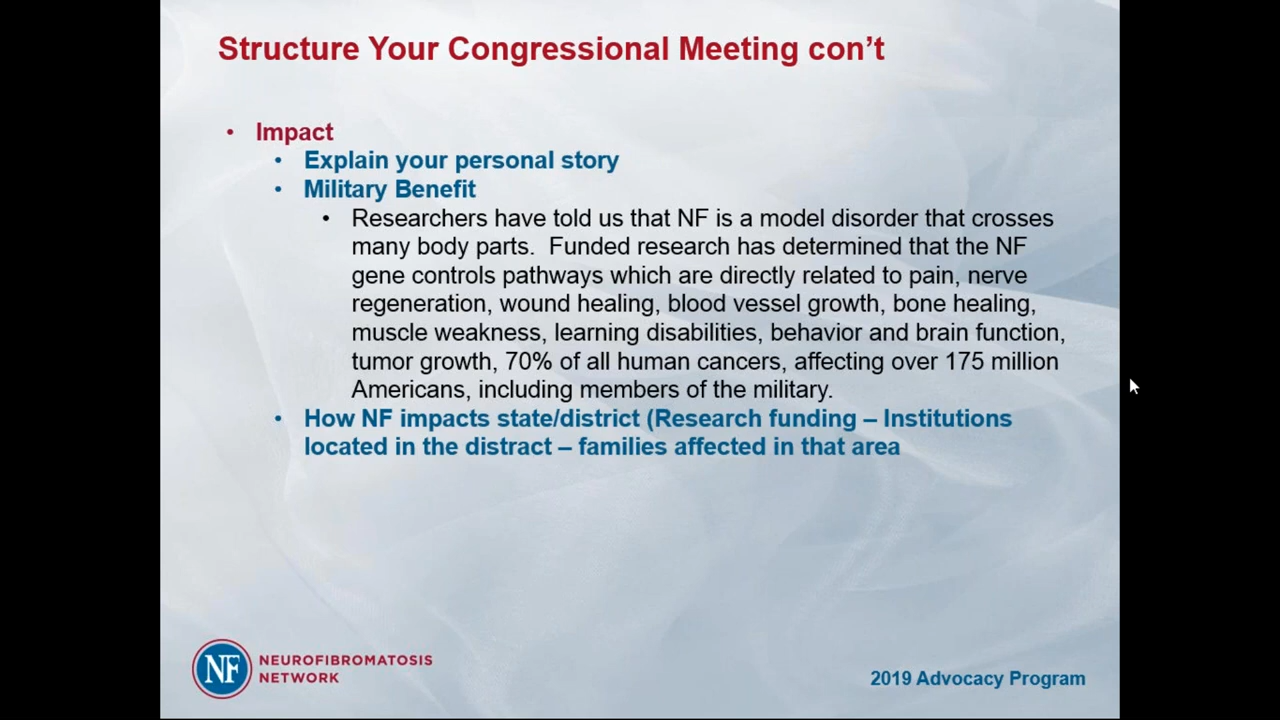 Structure Your Congressional Meeting con’t
• Impact
• Explain your personal story
• Military Benefit
• Researchers have told us that NF is a model disorder that crosses
many body parts.  Funded research has determined that the NF
gene controls pathways which are directly related to pain, nerve
regeneration, wound healing, blood vessel growth, bone healing,
muscle weakness, learning disabilities, behavior and brain function,
tumor growth, 70% of all human cancers, affecting over 175 million
Americans, including members of the military.
• How NF impacts state/district (Research funding – Institutions
located in the distract – families affected in that area
NF NEUROFIBROMATOSIS
NETWORK
2019 Advocacy Program